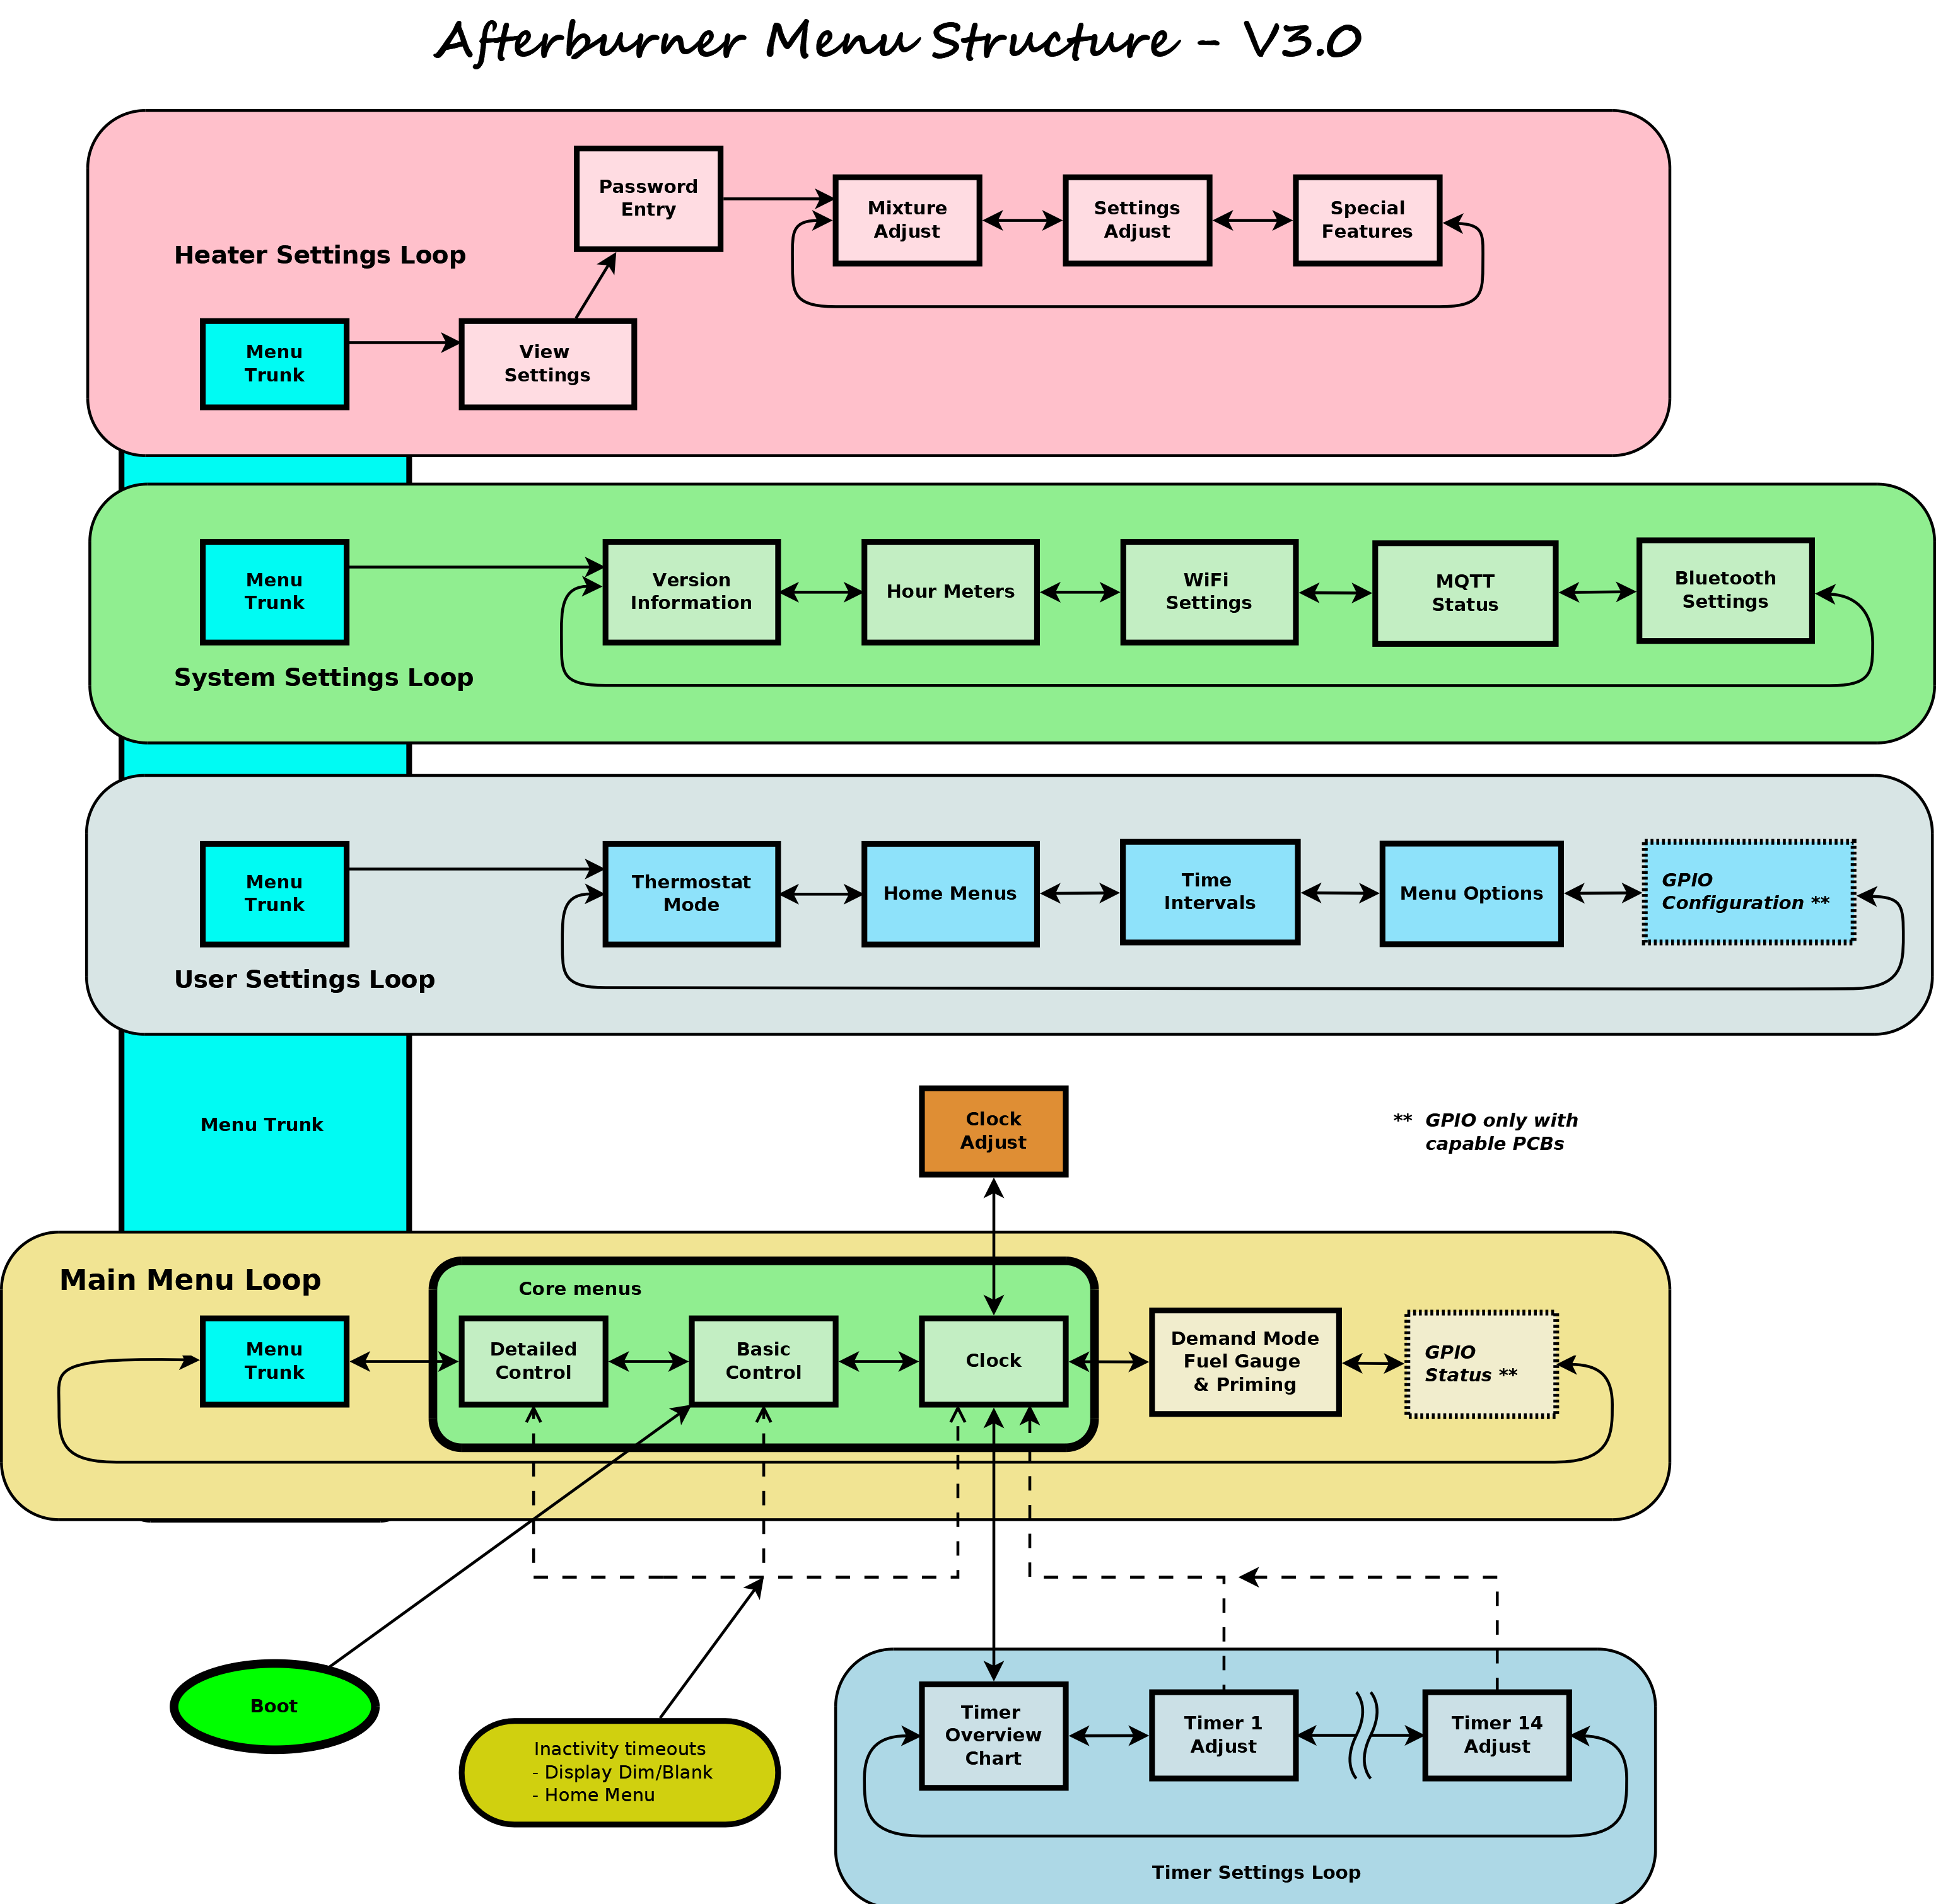 Afterburner Menu Structure - V3.0
Password
Entry
Mixture
Adjust
Settings
Adjust
Special
Features
Heater Settings Loop
Menu
Trunk
View
Settings
Menu
Trunk
Version
Information
Hour Meters
WiFi
Settings
MQTT
Status
Bluetooth
Settings
System Settings Loop
Menu
Trunk
Thermostat
Mode
Home Menus
Time
Intervals
Menu Options
GPIO
Configuration **
User Settings Loop
Menu Trunk
Clock
Adjust
** GPIO only with
capable PCBs
Main Menu Loop
Core menus
Menu
Trunk
Detailed
Control
Basic
Control
Clock
Demand Mode
Fuel Gauge
& Priming
GPIO
Status **
Boot
Inactivity timeouts
- Display Dim/Blank
- Home Menu
Timer
Overview
Chart
Timer 1
Adjust
Timer 14
Adjust
Timer Settings Loop